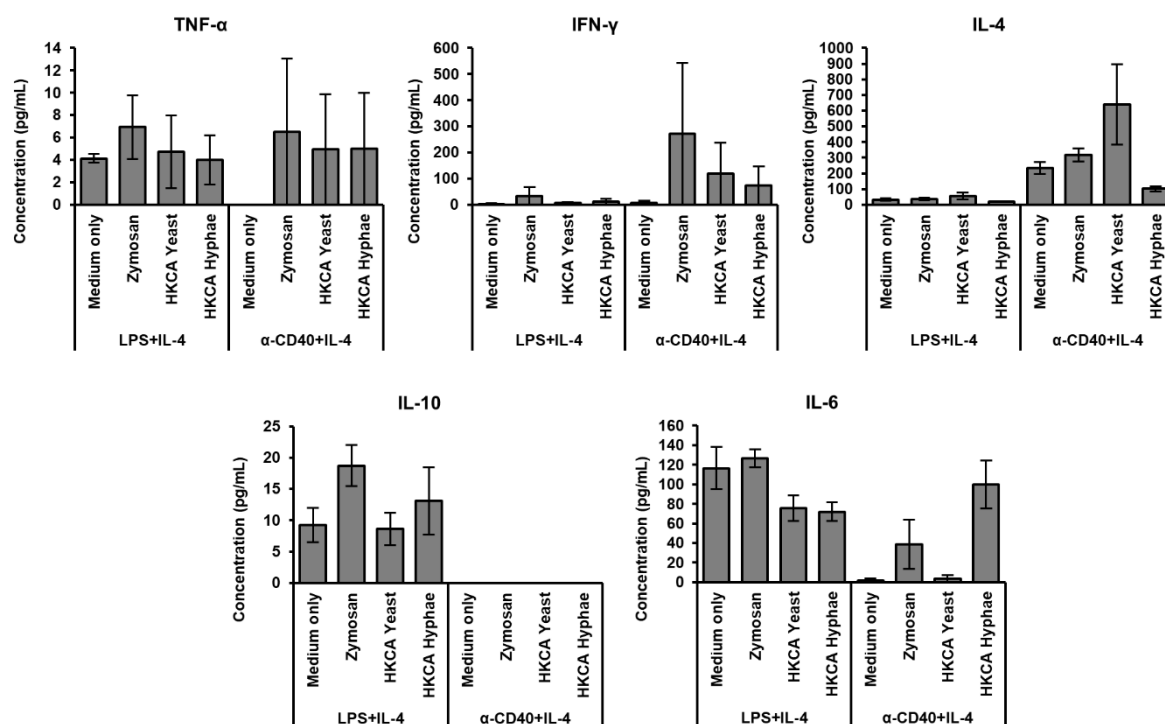 TNF-α
Concentration (pg/mL)
14
12
10
8
6
4
2
0
Medium only
Zymosan
HKCA Yeast
HKCA Hyphae
Zymosan
HKCA Yeast
HKCA Hyphae
Medium only
LPS+IL-4
α-CD40+IL-4
IFN-γ
Concentration (pg/mL)
600
500
400
300
200
100
0
Medium only
Zymosan
HKCA Yeast
HKCA Hyphae
Medium only
Zymosan
HKCA Yeast
HKCA Hyphae
LPS+IL-4
α-CD40+IL-4
IL-4
Concentration (pg/mL)
1000
900
800
700
600
500
400
300
200
100
0
Medium only
Zymosan
HKCA Yeast
HKCA Hyphae
Medium only
Zymosan
HKCA Yeast
HKCA Hyphae
LPS+IL-4
α-CD40+IL-4
IL-10
Concentration (pg/mL)
25
20
15
10
5
0
Medium only
Zymosan
HKCA Yeast
HKCA Hyphae
Medium only
Zymosan
HKCA Yeast
HKCA Hyphae
LPS+IL-4
α-CD40+IL-4
IL-6
Concentration (pg/mL)
160
140
120
100
80
60
40
20
0
Medium only
Zymosan
HKCA Yeast
HKCA Hyphae
Medium only
Zymosan
HKCA Yeast
HKCA Hyphae
LPS+IL-4
α-CD40+IL-4